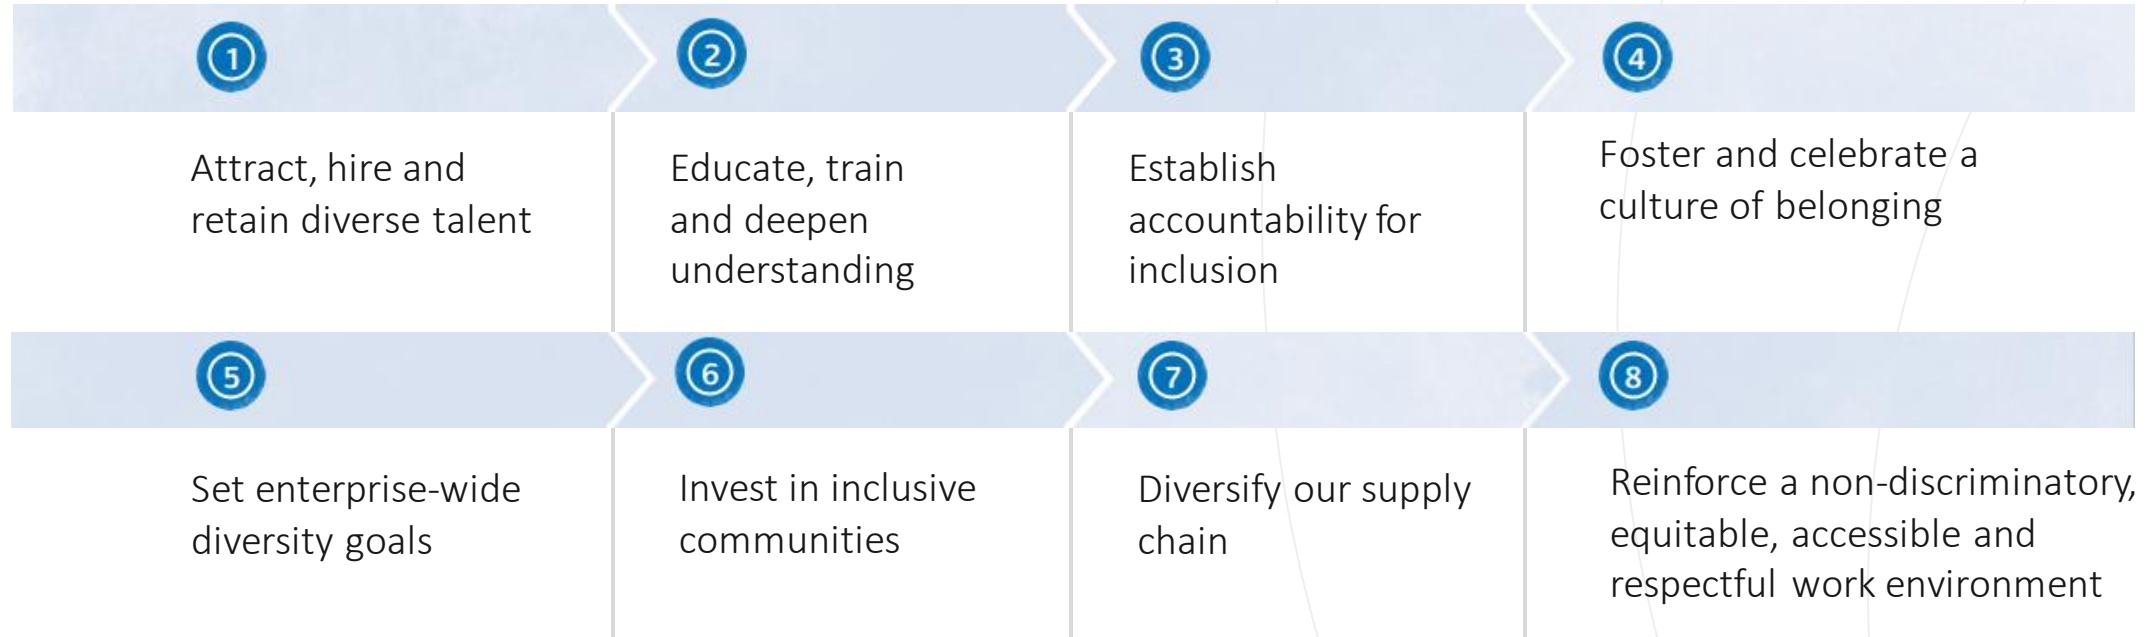 1
Attract, hire and
retain diverse talent
2
Educate, train
and deepen
understanding
3
Establish
accountability for
inclusion
4
Foster and celebrate a
culture of belonging
5
Set enterprise-wide
diversity goals
6
Invest in inclusive
communities
7
Diversify our supply
chain
8
Reinforce a non-discriminatory,
equitable, accessible and
respectful work environment